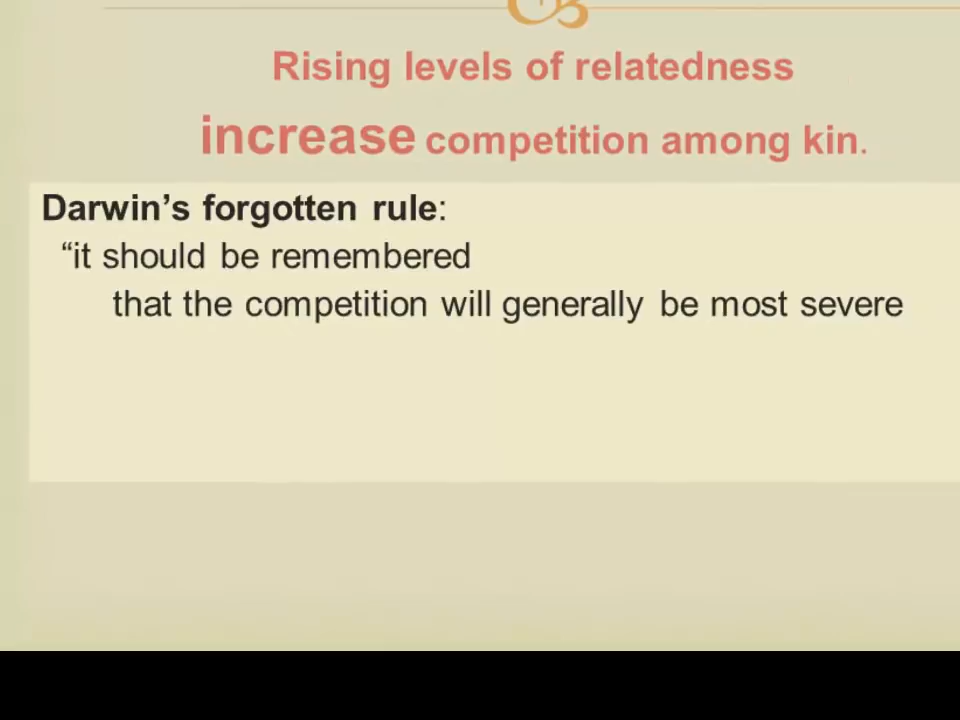 Rising levels of relatedness
increase competition among kin.
Darwin’s forgotten rule:
“it should be remembered
that the competition will generally be most severe